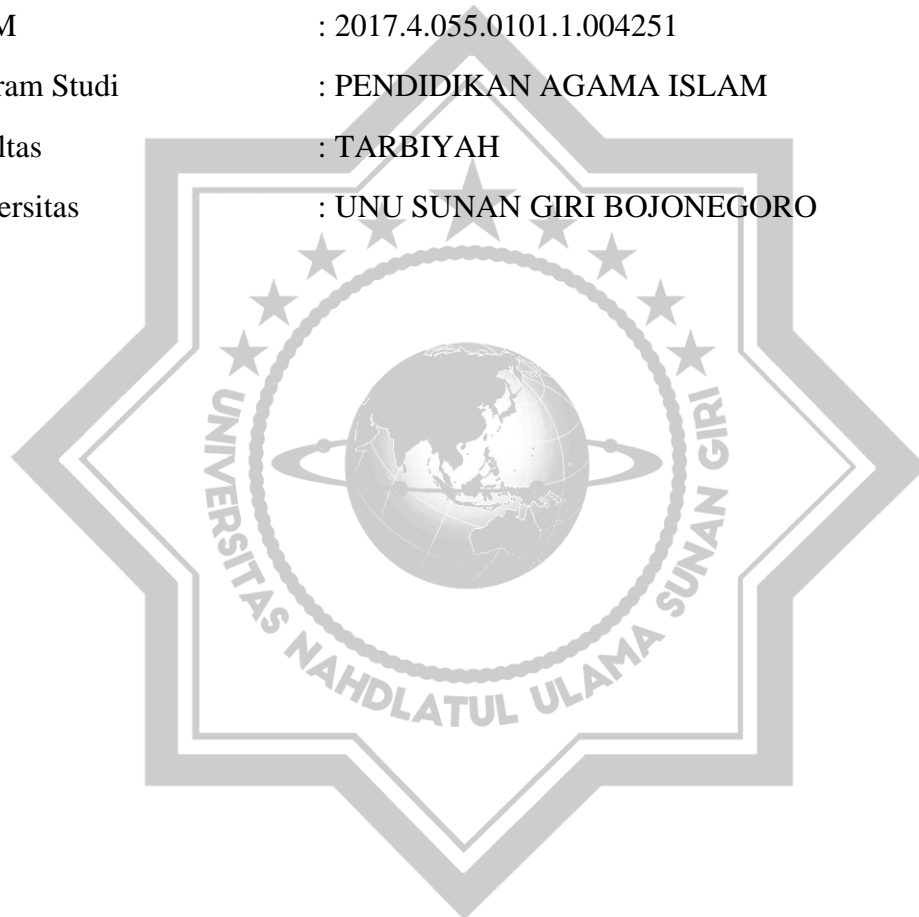 M : 2017.4.055.0101.1.004251
ram Studi : PENDIDIKAN AGAMA ISLAM
ltas : TARBIYAH
ersitas : UNU SUNAN GIRI BOJONEGORO
UNIVERSITAS NAHDLATUL ULAMA SUNAN GIRI